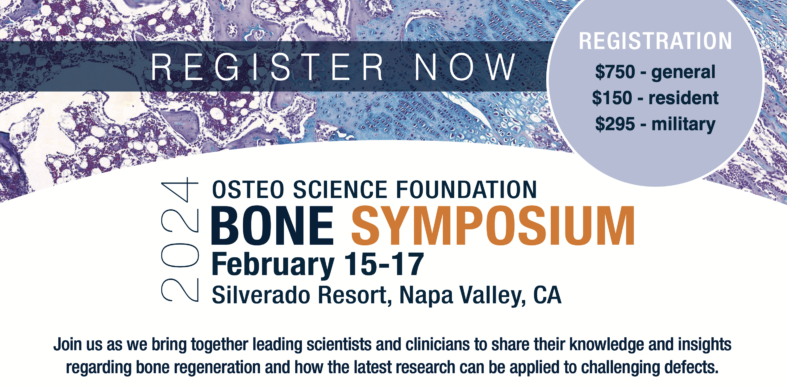 REGISTER NOW
REGISTRATION
$750 - general
$150 - resident
$295 - military
2024
OSTEO SCIENCE FOUNDATION
BONE SYMPOSIUM
February 15-17
Silverado Resort, Napa Valley, CA
Join us as we bring together leading scientists and clinicians to share their knowledge and insights
regarding bone regeneration and how the latest research can be applied to challenging defects.